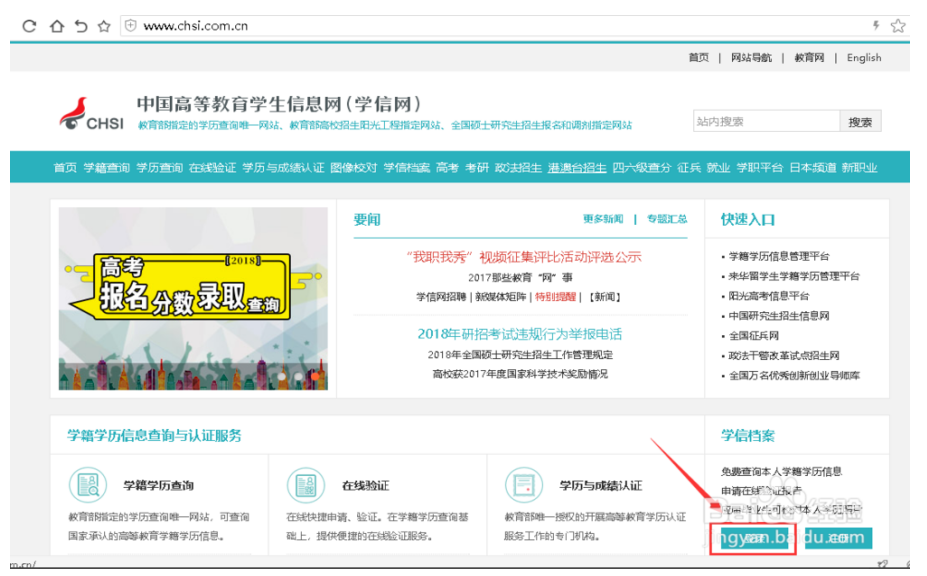 www.chsi.com.cn
首页 | 网站导航 | 教育网 | English
中国高等教育学生信息网(学信网)
CHSI 教育部指定的学历查询唯一网站、教育部高校招生阳光工程指定网站、全国硕士研究生招生报名和调剂指定网站
站内搜索 搜索
首页 学籍查询 学历查询 在线验证 学历与成绩认证 图像校对 学信档案 高考 考研 政法招生 港澳台招生 四六级查分 征兵 就业 学职平台 日本频道 新职业
高考
2018
报名分数录取查询
要闻 更多新闻 | 专题汇总
“我职我秀”视频征集评比活动评选公示
2017那些教育“网”事
学信网招聘 | 新媒体矩阵 | 特别提醒 | 【新闻】
2018年研招考试违规行为举报电话
2018年全国硕士研究生招生工作管理规定
高校获2017年度国家科学技术奖励情况
快速入口
· 学籍学历信息管理平台
· 来华留学生学籍学历管理平台
· 阳光高考信息平台
· 中国研究生招生信息网
· 全国征兵网
· 政法干警改革试点招生网
· 全国万名优秀创新创业导师库
学籍学历信息查询与认证服务
学籍学历查询
教育部指定的学历查询唯一网站,可查询
国家承认的高等教育学籍学历信息。
在线验证
在线快捷申请、验证。在学籍学历查询基
础上,提供便捷的在线验证服务。
学历与成绩认证
教育部唯一授权的开展高等教育学历认证
服务工作的专门机构。
学信档案
免费查询本人学籍学历信息
申请在线验证报告
jingyan.baidu.com
m.cn/